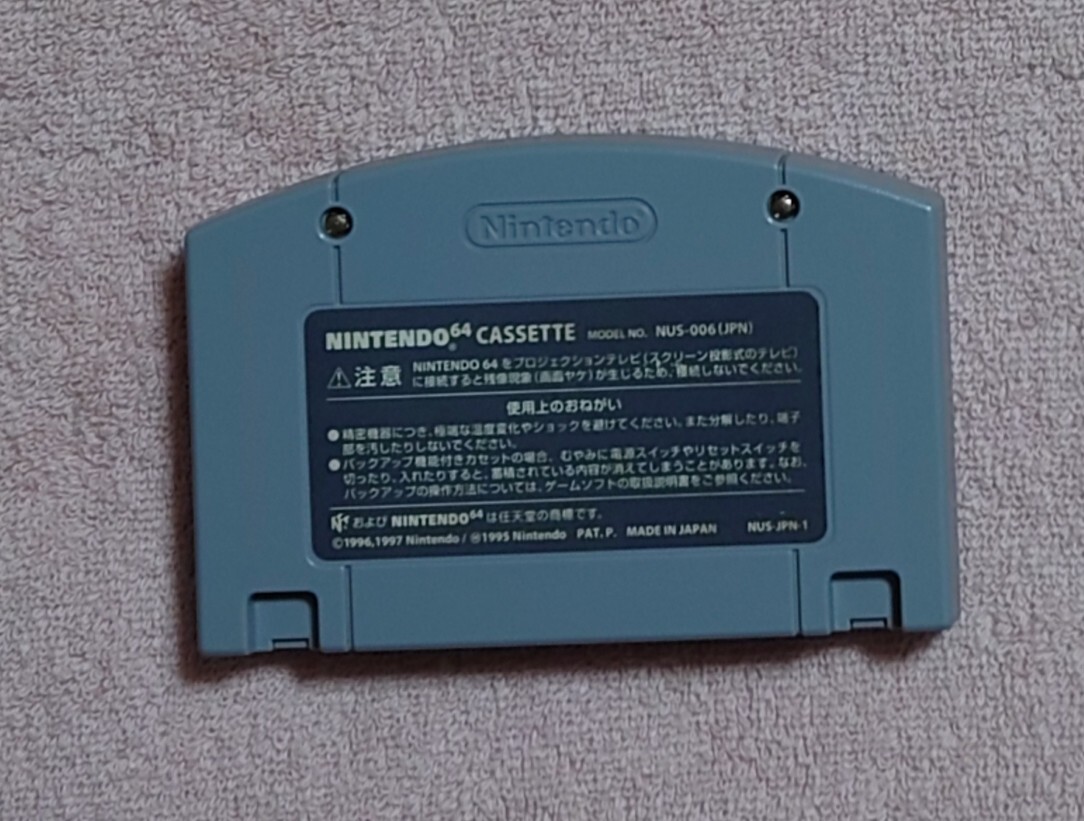 Nintendo
NINTENDO64 CASSETTE MODEL NO. NUS-006(JPN)
⚠注意 NINTENDO 64 をプロジェクションテレビ(スクリーン投影式のテレビ)
に接続すると残像現象(画面ヤケ)が生じるため、接続しないでください。
使用上のおねがい
●精密機器につき、極端な温度変化やショックを避けてください。また分解したり、端子
部を汚したりしないでください。
●バックアップ機能付きカセットの場合、むやみに電源スイッチやリセットスイッチを
切ったり、入れたりすると、蓄積されている内容が消えてしまうことがあります。なお、
バックアップの操作方法については、ゲームソフトの取扱説明書をご参照ください。
および NINTENDO64 は任天堂の商標です。
©1996,1997 Nintendo / ℗1995 Nintendo PAT. P. MADE IN JAPAN NUS-JPN-1